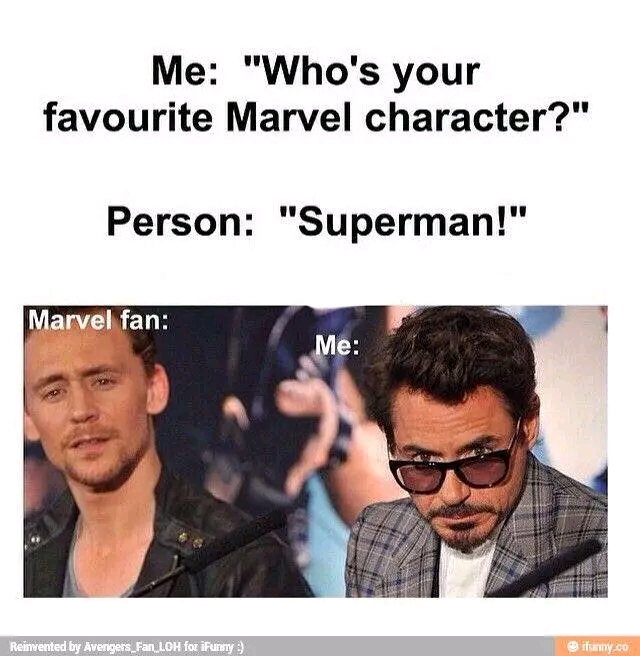 Me: "Who's your
favourite Marvel character?"
Person: "Superman!"
Marvel fan:
Me:
Reinvented by Avengers_Fan_LOH for iFunny :)
ifunny.co